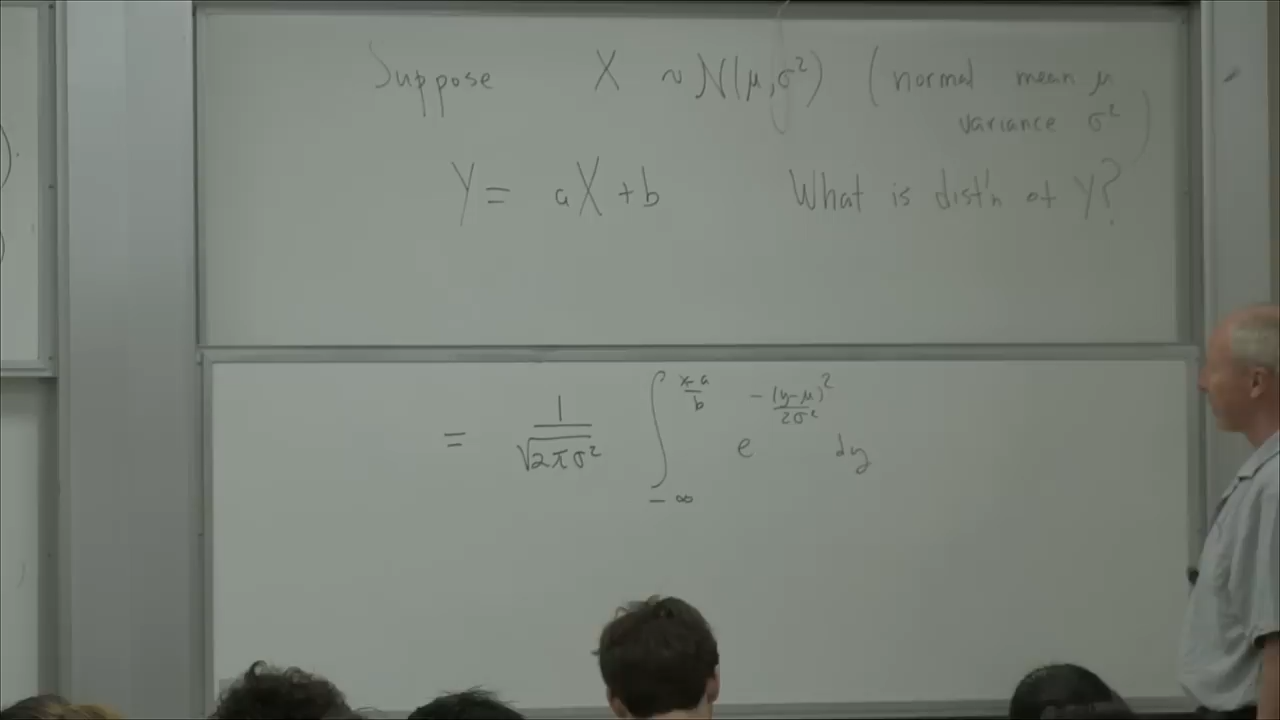 Suppose X ~ N(μ, σ²) (normal mean μ
variance σ²)
Y = aX + b What is dist'n of Y?
= 1/√(2πσ²) ∫_{-∞}^{(x-a)/b} e^{-(y-μ)²/(2σ²)} dy